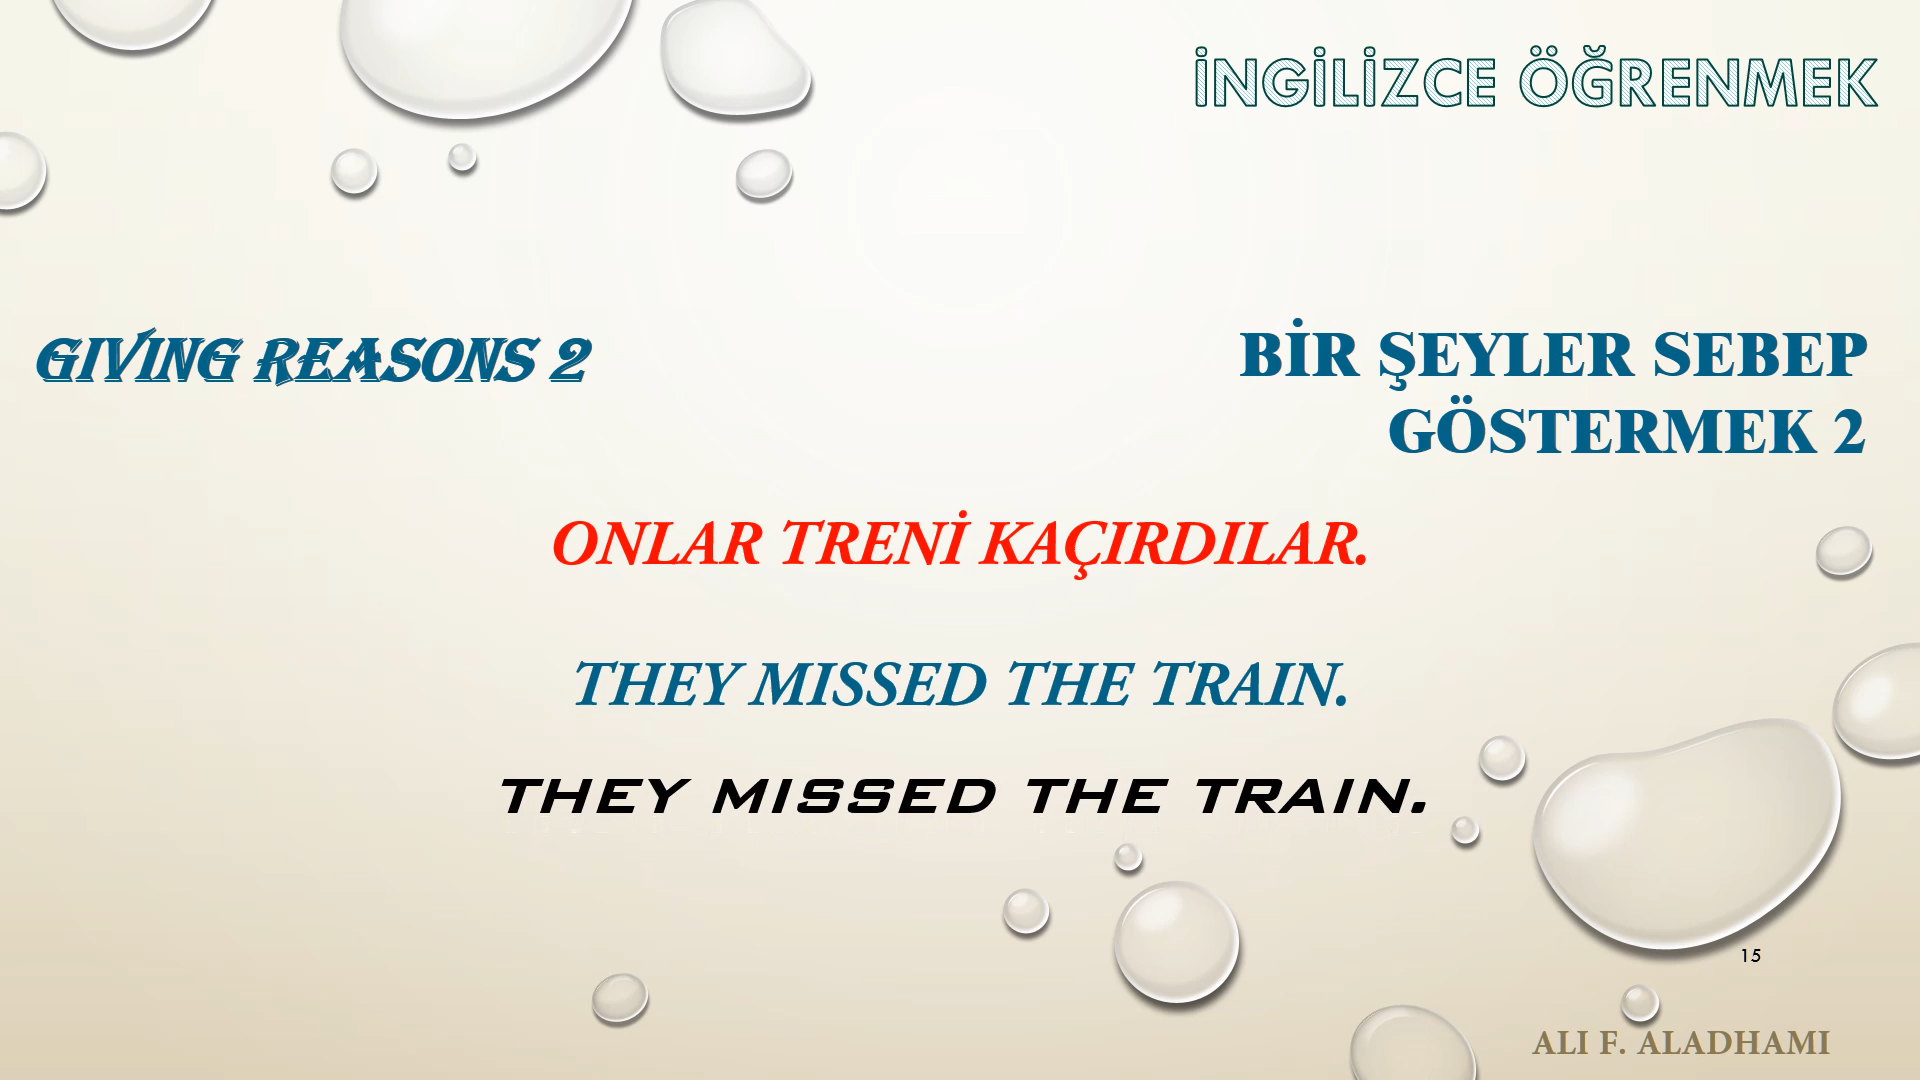 İNGİLİZCE ÖĞRENMEK
GIVING REASONS 2
BİR ŞEYLER SEBEP
GÖSTERMEK 2
ONLAR TRENİ KAÇIRDILAR.
THEY MISSED THE TRAIN.
THEY MISSED THE TRAIN.
15
ALI F. ALADHAMI